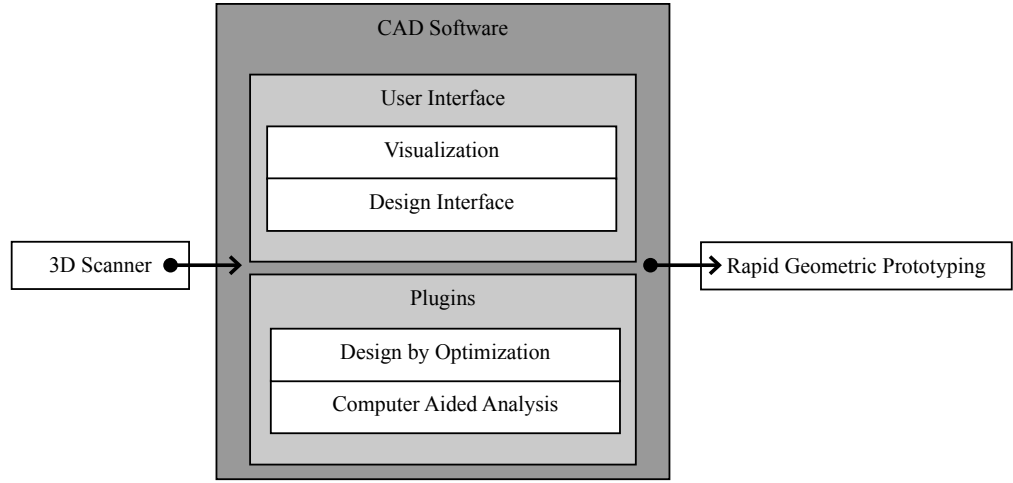 CAD Software
User Interface
Visualization
Design Interface
3D Scanner
Rapid Geometric Prototyping
Plugins
Design by Optimization
Computer Aided Analysis